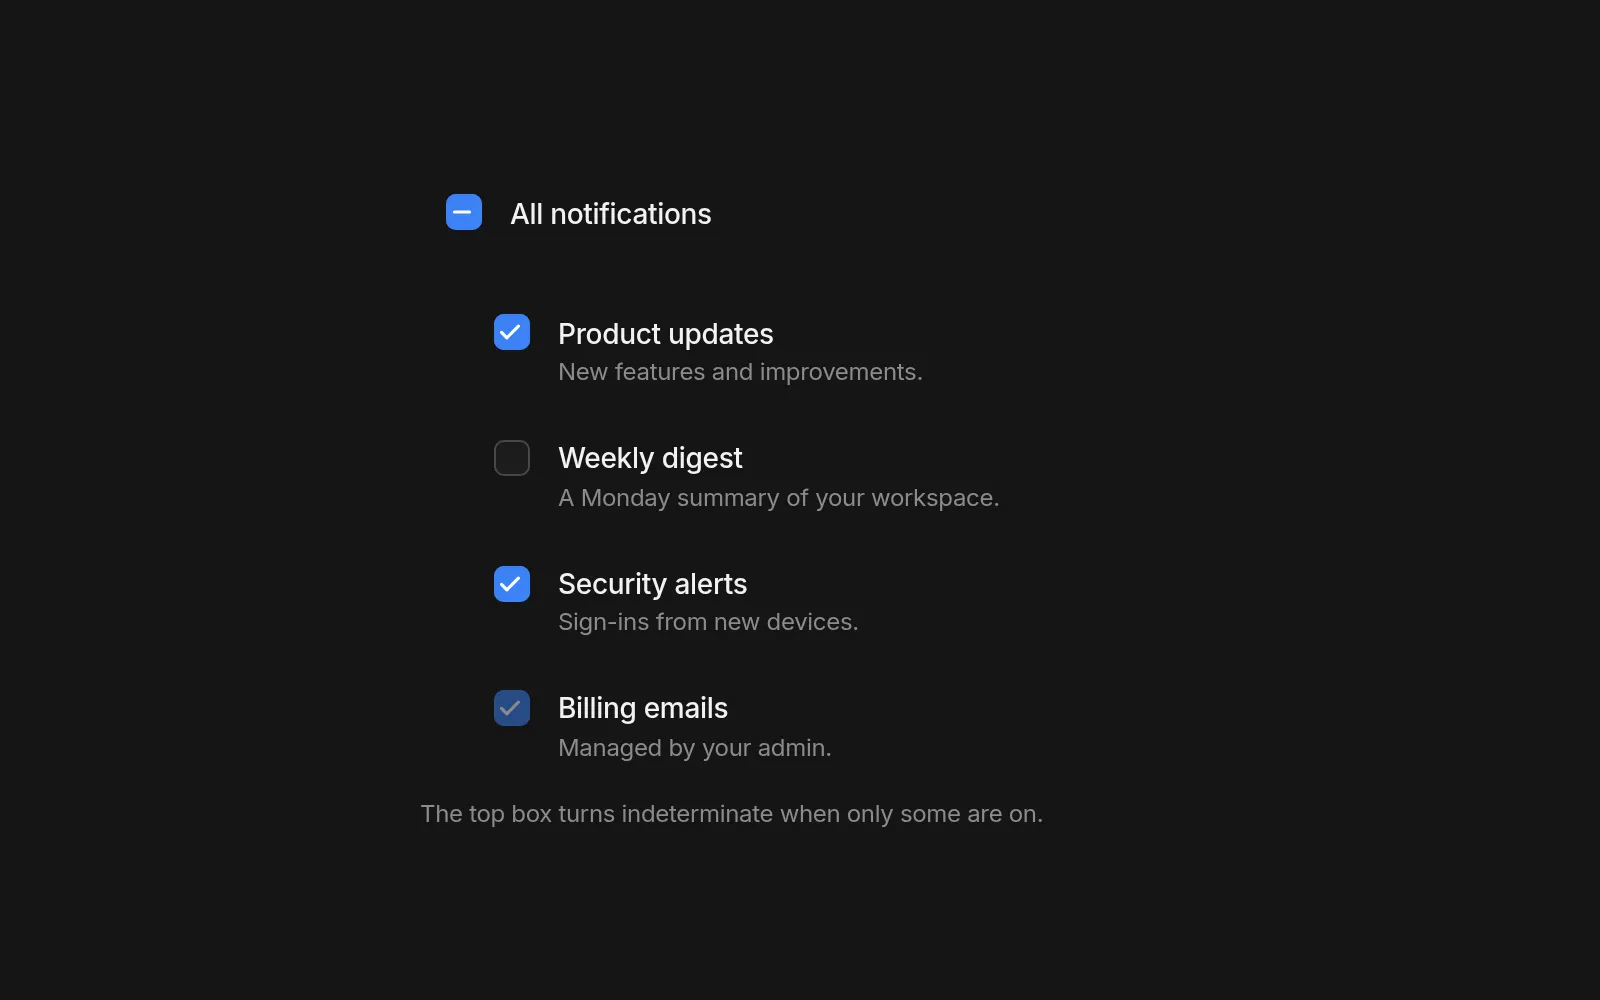 All notifications
Product updates
New features and improvements.
Weekly digest
A Monday summary of your workspace.
Security alerts
Sign-ins from new devices.
Billing emails
Managed by your admin.
The top box turns indeterminate when only some are on.